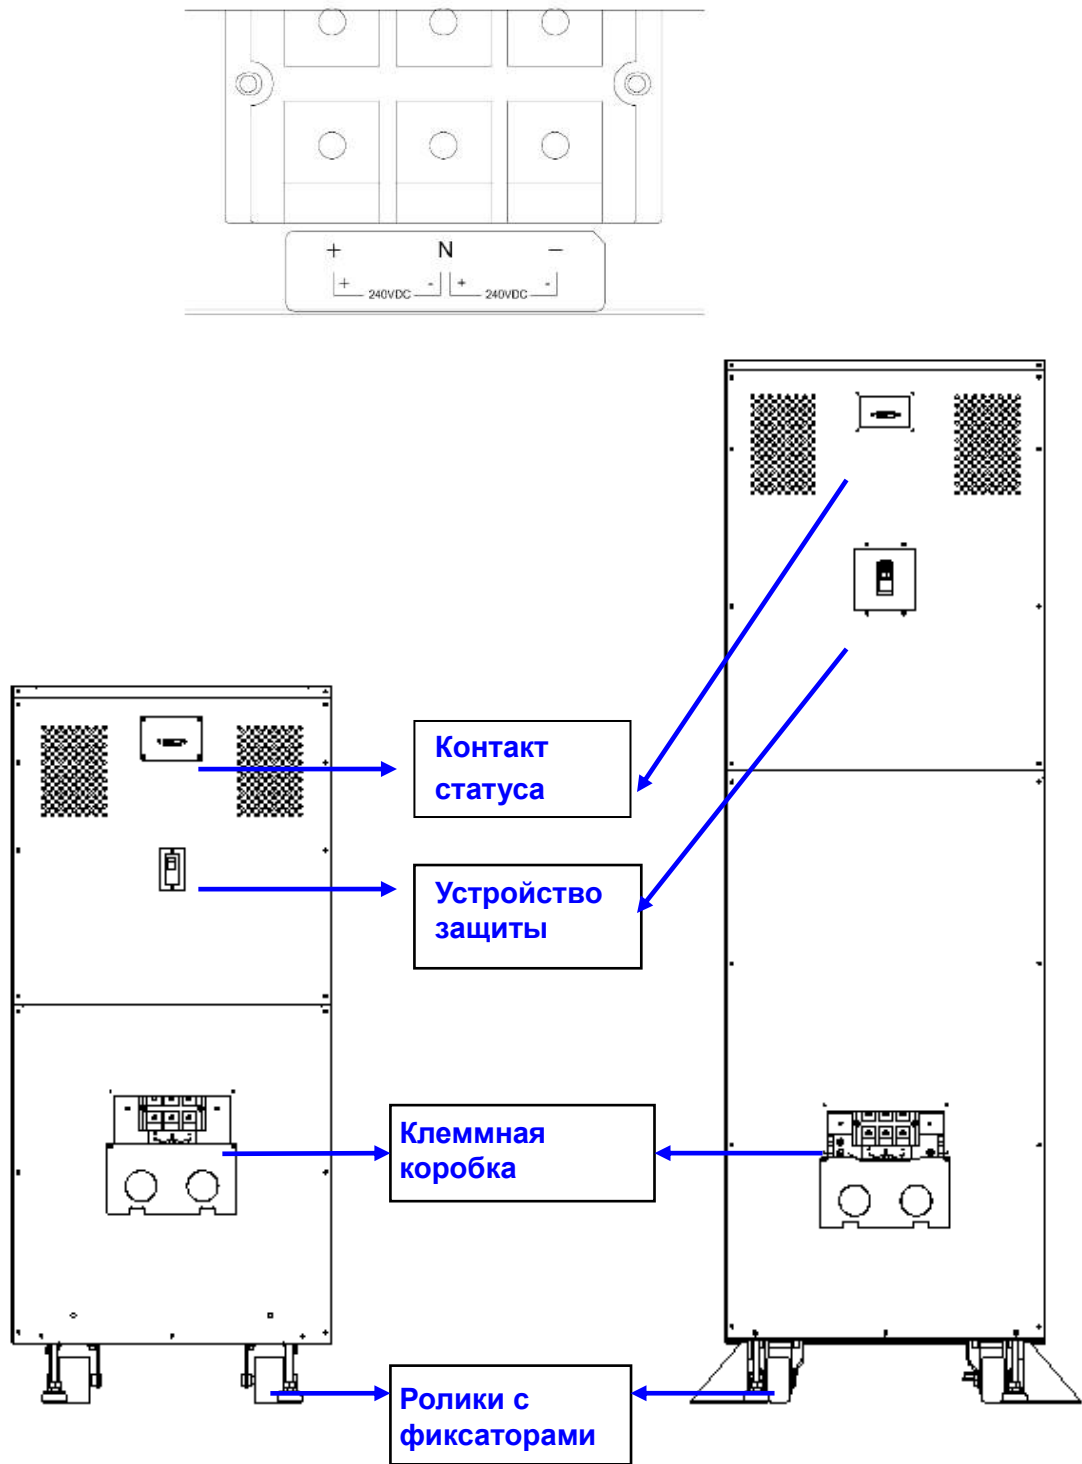 + N −
+ - + -
240VDC 240VDC
Контакт
статуса
Устройство
защиты
Клеммная
коробка
Ролики с
фиксаторами